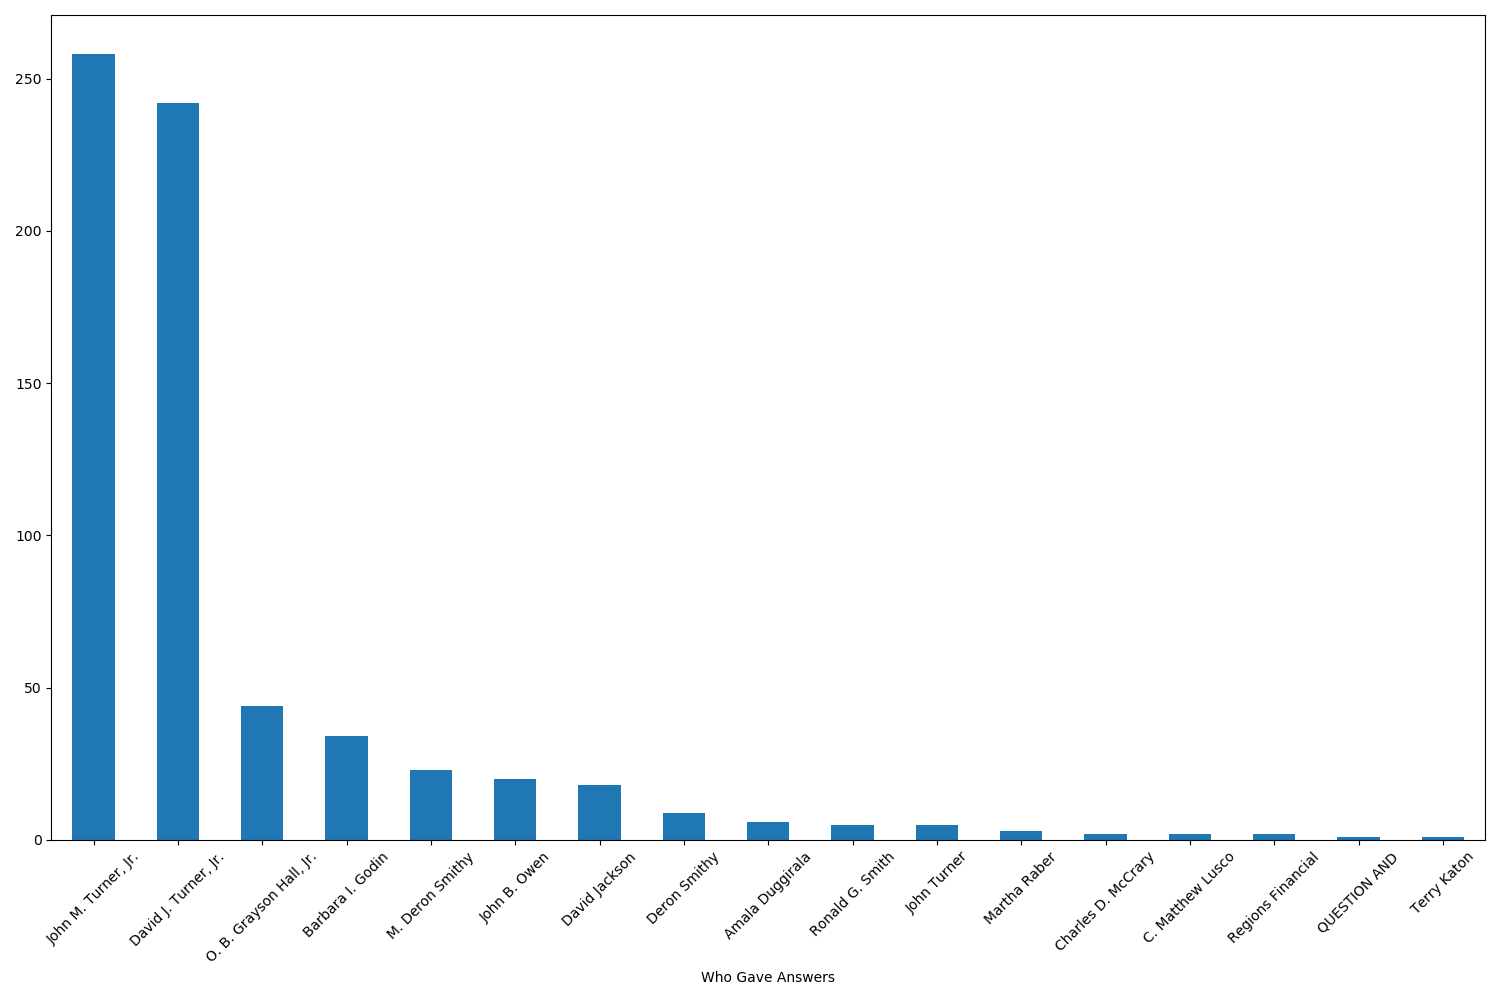 250
200
150
100
50
0
John M. Turner, Jr.
David J. Turner, Jr.
O. B. Grayson Hall, Jr.
Barbara I. Godin
M. Deron Smithy
John B. Owen
David Jackson
Deron Smithy
Amala Duggirala
Ronald G. Smith
John Turner
Martha Raber
Charles D. McCrary
C. Matthew Lusco
Regions Financial
QUESTION AND
Terry Katon
Who Gave Answers